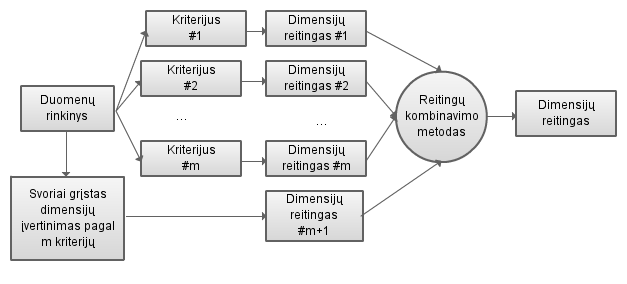 Kriterijus
#1
Dimensijų
reitingas #1
Kriterijus
#2
Dimensijų
reitingas #2
Duomenų
rinkinys
...
...
Reitingų
kombinavimo
metodas
Dimensijų
reitingas
Kriterijus
#m
Dimensijų
reitingas #m
Svoriai grįstas
dimensijų
įvertinimas pagal
m kriterijų
Dimensijų
reitingas
#m+1